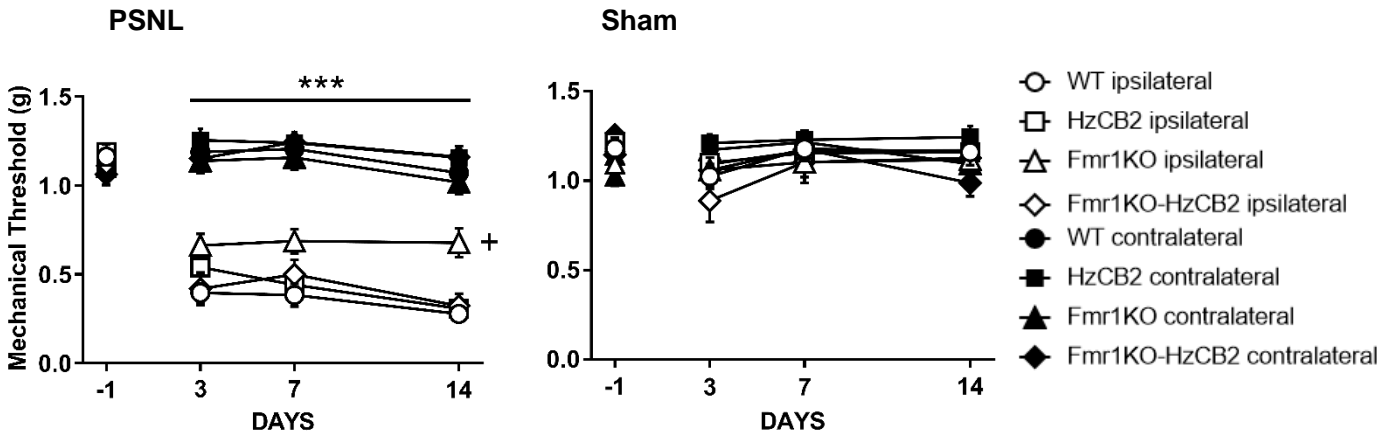 PSNL
Sham
***
Mechanical Threshold (g)
1.5
1.0
0.5
0.0
+
-1
3
7
14
DAYS
1.5
1.0
0.5
0.0
-1
3
7
14
DAYS
WT ipsilateral
HzCB2 ipsilateral
Fmr1KO ipsilateral
Fmr1KO-HzCB2 ipsilateral
WT contralateral
HzCB2 contralateral
Fmr1KO contralateral
Fmr1KO-HzCB2 contralateral